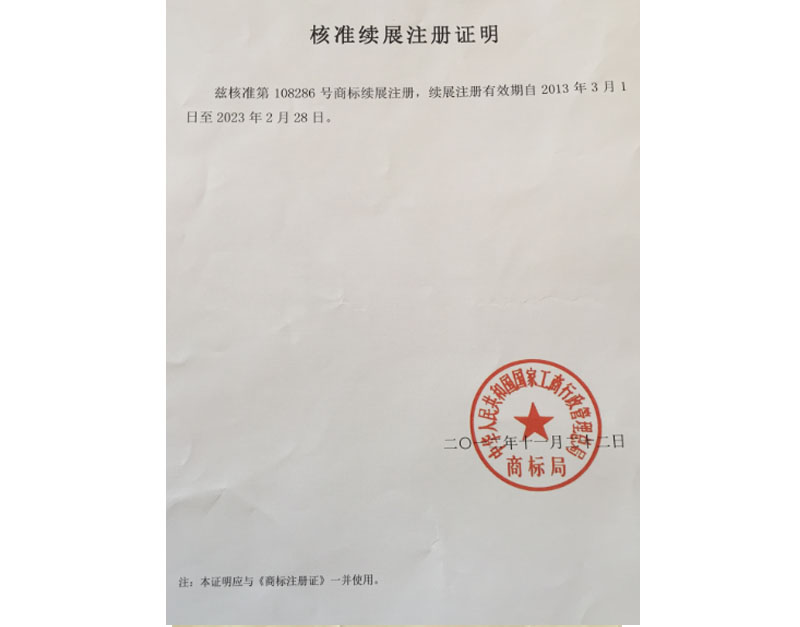 核准续展注册证明
兹核准第 108286 号商标续展注册，续展注册有效期自 2013 年 3 月 1
日至 2023 年 2 月 28 日。
中华人民共和国国家工商行政管理总局
商标局
二〇一 年十一月 十二日
注：本证明应与《商标注册证》一并使用。